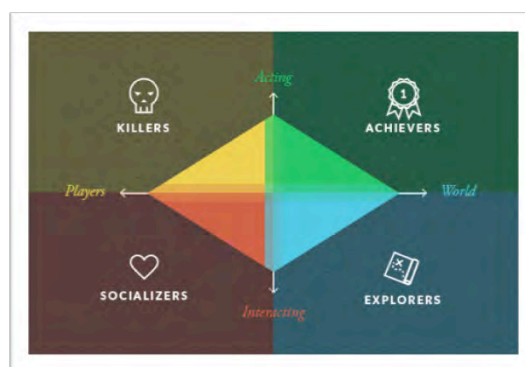 Acting
1
KILLERS
ACHIEVERS
Players
World
SOCIALIZERS
EXPLORERS
Interacting